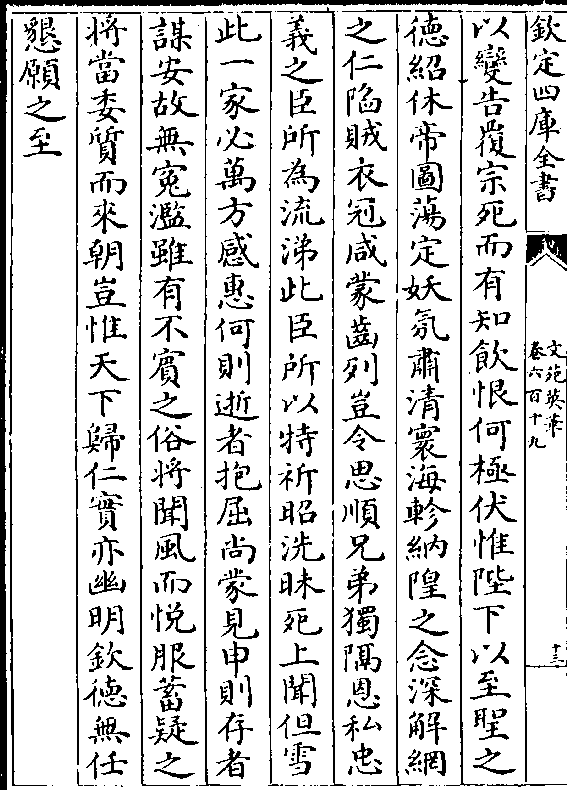 欽定四庫全書
文苑英華
卷六百十九
十三
以變告覆宗死而有知飲恨何極伏惟陛下以至聖之
德紹休帝圖蕩定妖氛肅清寰海軫納隍之念深解網
之仁陷賊衣冠咸蒙齒列豈令思順兄弟獨隔恩私忠
義之臣所為流涕此臣所以特祈昭洗昧死上聞但雪
此一家必萬方感惠何則逝者抱屈尚蒙見申則存者
謀安故無寃濫雖有不賓之俗將聞風而悅服蓄疑之
將當委質而來朝豈惟天下歸仁實亦幽明欽德無任
懇願之至